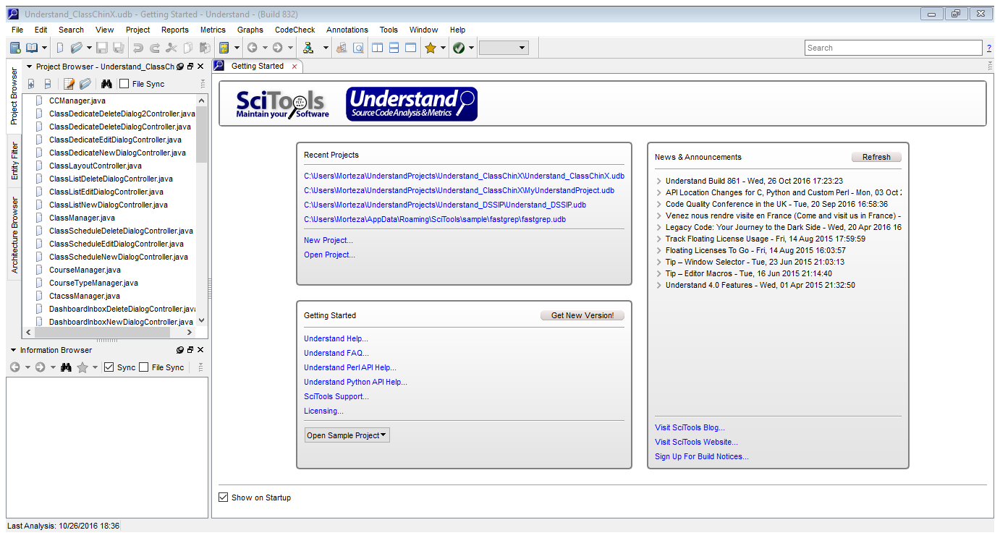 Understand_ClassChinX.udb - Getting Started - Understand - (Build 832)
File Edit Search View Project Reports Metrics Graphs CodeCheck Annotations Tools Window Help
Search
?
Project Browser
Entity Filter
Architecture Browser
Project Browser - Understand_ClassCh
File Sync
CCManager.java
ClassDedicateDeleteDialog2Controller.java
ClassDedicateDeleteDialogController.java
ClassDedicateEditDialogController.java
ClassDedicateNewDialogController.java
ClassLayoutController.java
ClassListDeleteDialogController.java
ClassListEditDialogController.java
ClassListNewDialogController.java
ClassManager.java
ClassScheduleDeleteDialogController.java
ClassScheduleEditDialogController.java
ClassScheduleNewDialogController.java
CourseManager.java
CourseTypeManager.java
CtacssManager.java
DashboardInboxDeleteDialogController.java
DashboardInboxNewDialogController.java
Information Browser
Sync File Sync
Getting Started
SciTools
Maintain your Software
Understand
Source Code Analysis & Metrics
Recent Projects
C:\Users\Morteza\UnderstandProjects\Understand_ClassChinX\Understand_ClassChinX.udb
C:\Users\Morteza\UnderstandProjects\Understand_ClassChinX\MyUnderstandProject.udb
C:\Users\Morteza\UnderstandProjects\Understand_DSSIP\Understand_DSSIP.udb
C:\Users\Morteza\AppData\Roaming\SciTools\sample\fastgrep\fastgrep.udb
New Project...
Open Project...
Getting Started
Get New Version!
Understand Help...
Understand FAQ...
Understand Perl API Help...
Understand Python API Help...
SciTools Support...
Licensing...
Open Sample Project
News & Announcements
Refresh
Understand Build 861 - Wed, 26 Oct 2016 17:23:23
API Location Changes for C, Python and Custom Perl - Mon, 03 Oct 2
Code Quality Conference in the UK - Tue, 20 Sep 2016 16:58:36
Venez nous rendre visite en France (Come and visit us in France) -
Legacy Code: Your Journey to the Dark Side - Wed, 20 Apr 2016 16
Track Floating License Usage - Fri, 14 Aug 2015 17:59:59
Floating Licenses To Go - Fri, 14 Aug 2015 16:03:57
Tip – Window Selector - Tue, 23 Jun 2015 21:03:13
Tip – Editor Macros - Tue, 16 Jun 2015 21:14:40
Understand 4.0 Features - Wed, 01 Apr 2015 21:32:50
Visit SciTools Blog...
Visit SciTools Website...
Sign Up For Build Notices...
Show on Startup
Last Analysis: 10/26/2016 18:36